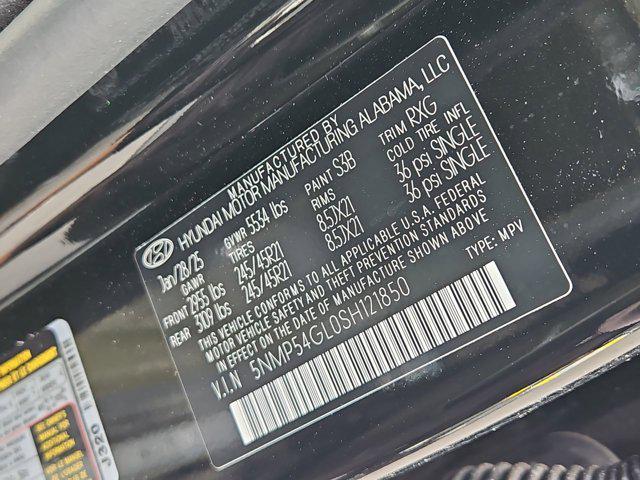 MANUFACTURED BY
HYUNDAI MOTOR MANUFACTURING ALABAMA, LLC
Jan/28/25 GVWR 5534 lbs PAINT S3B TRIM RXG
GAWR TIRES RIMS COLD TIRE INFL
FRONT 2955 lbs 245/45R21 8.5JX21 36 psi SINGLE
REAR 3109 lbs 245/45R21 8.5JX21 36 psi SINGLE
THIS VEHICLE CONFORMS TO ALL APPLICABLE U.S.A. FEDERAL
MOTOR VEHICLE SAFETY AND THEFT PREVENTION STANDARDS
IN EFFECT ON THE DATE OF MANUFACTURE SHOWN ABOVE.
V.I.N 5NMP54GL0SH121850 TYPE: MPV
J320